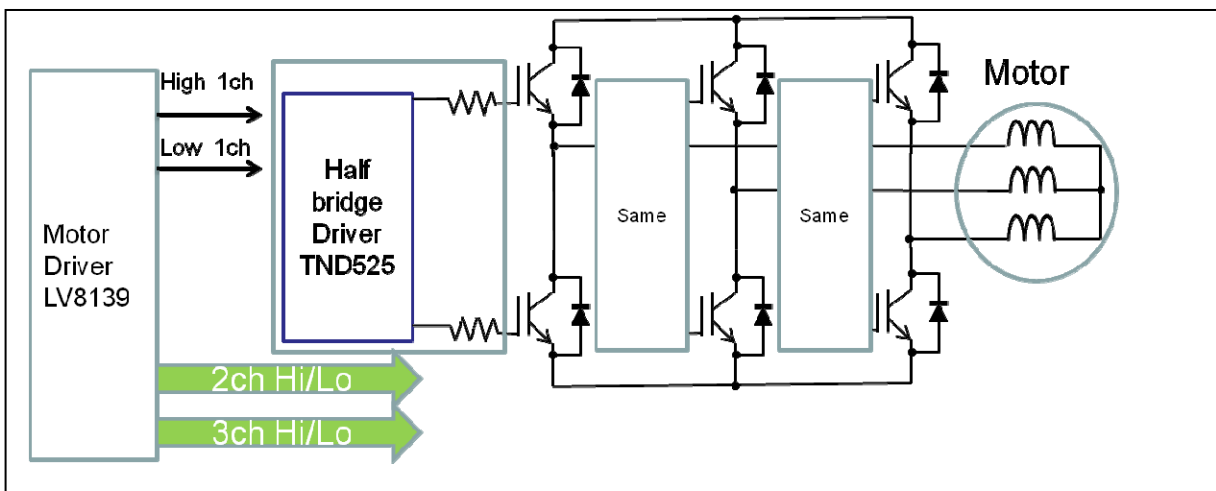 High 1ch
Low 1ch
Motor
Driver
LV8139
Half
bridge
Driver
TND525
Same
Same
Motor
2ch Hi/Lo
3ch Hi/Lo